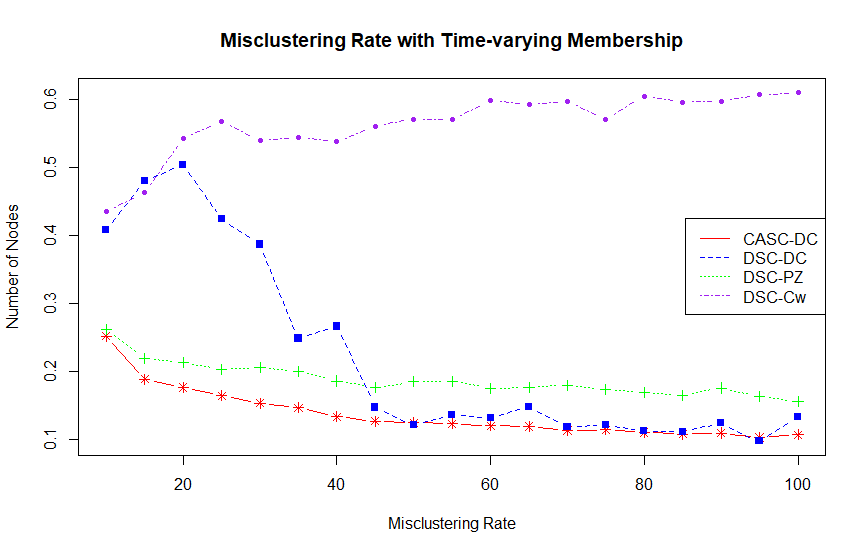 Misclustering Rate with Time-varying Membership
Number of Nodes
0.6
0.5
0.4
0.3
0.2
0.1
CASC-DC
DSC-DC
DSC-PZ
DSC-Cw
20
40
60
80
100
Misclustering Rate